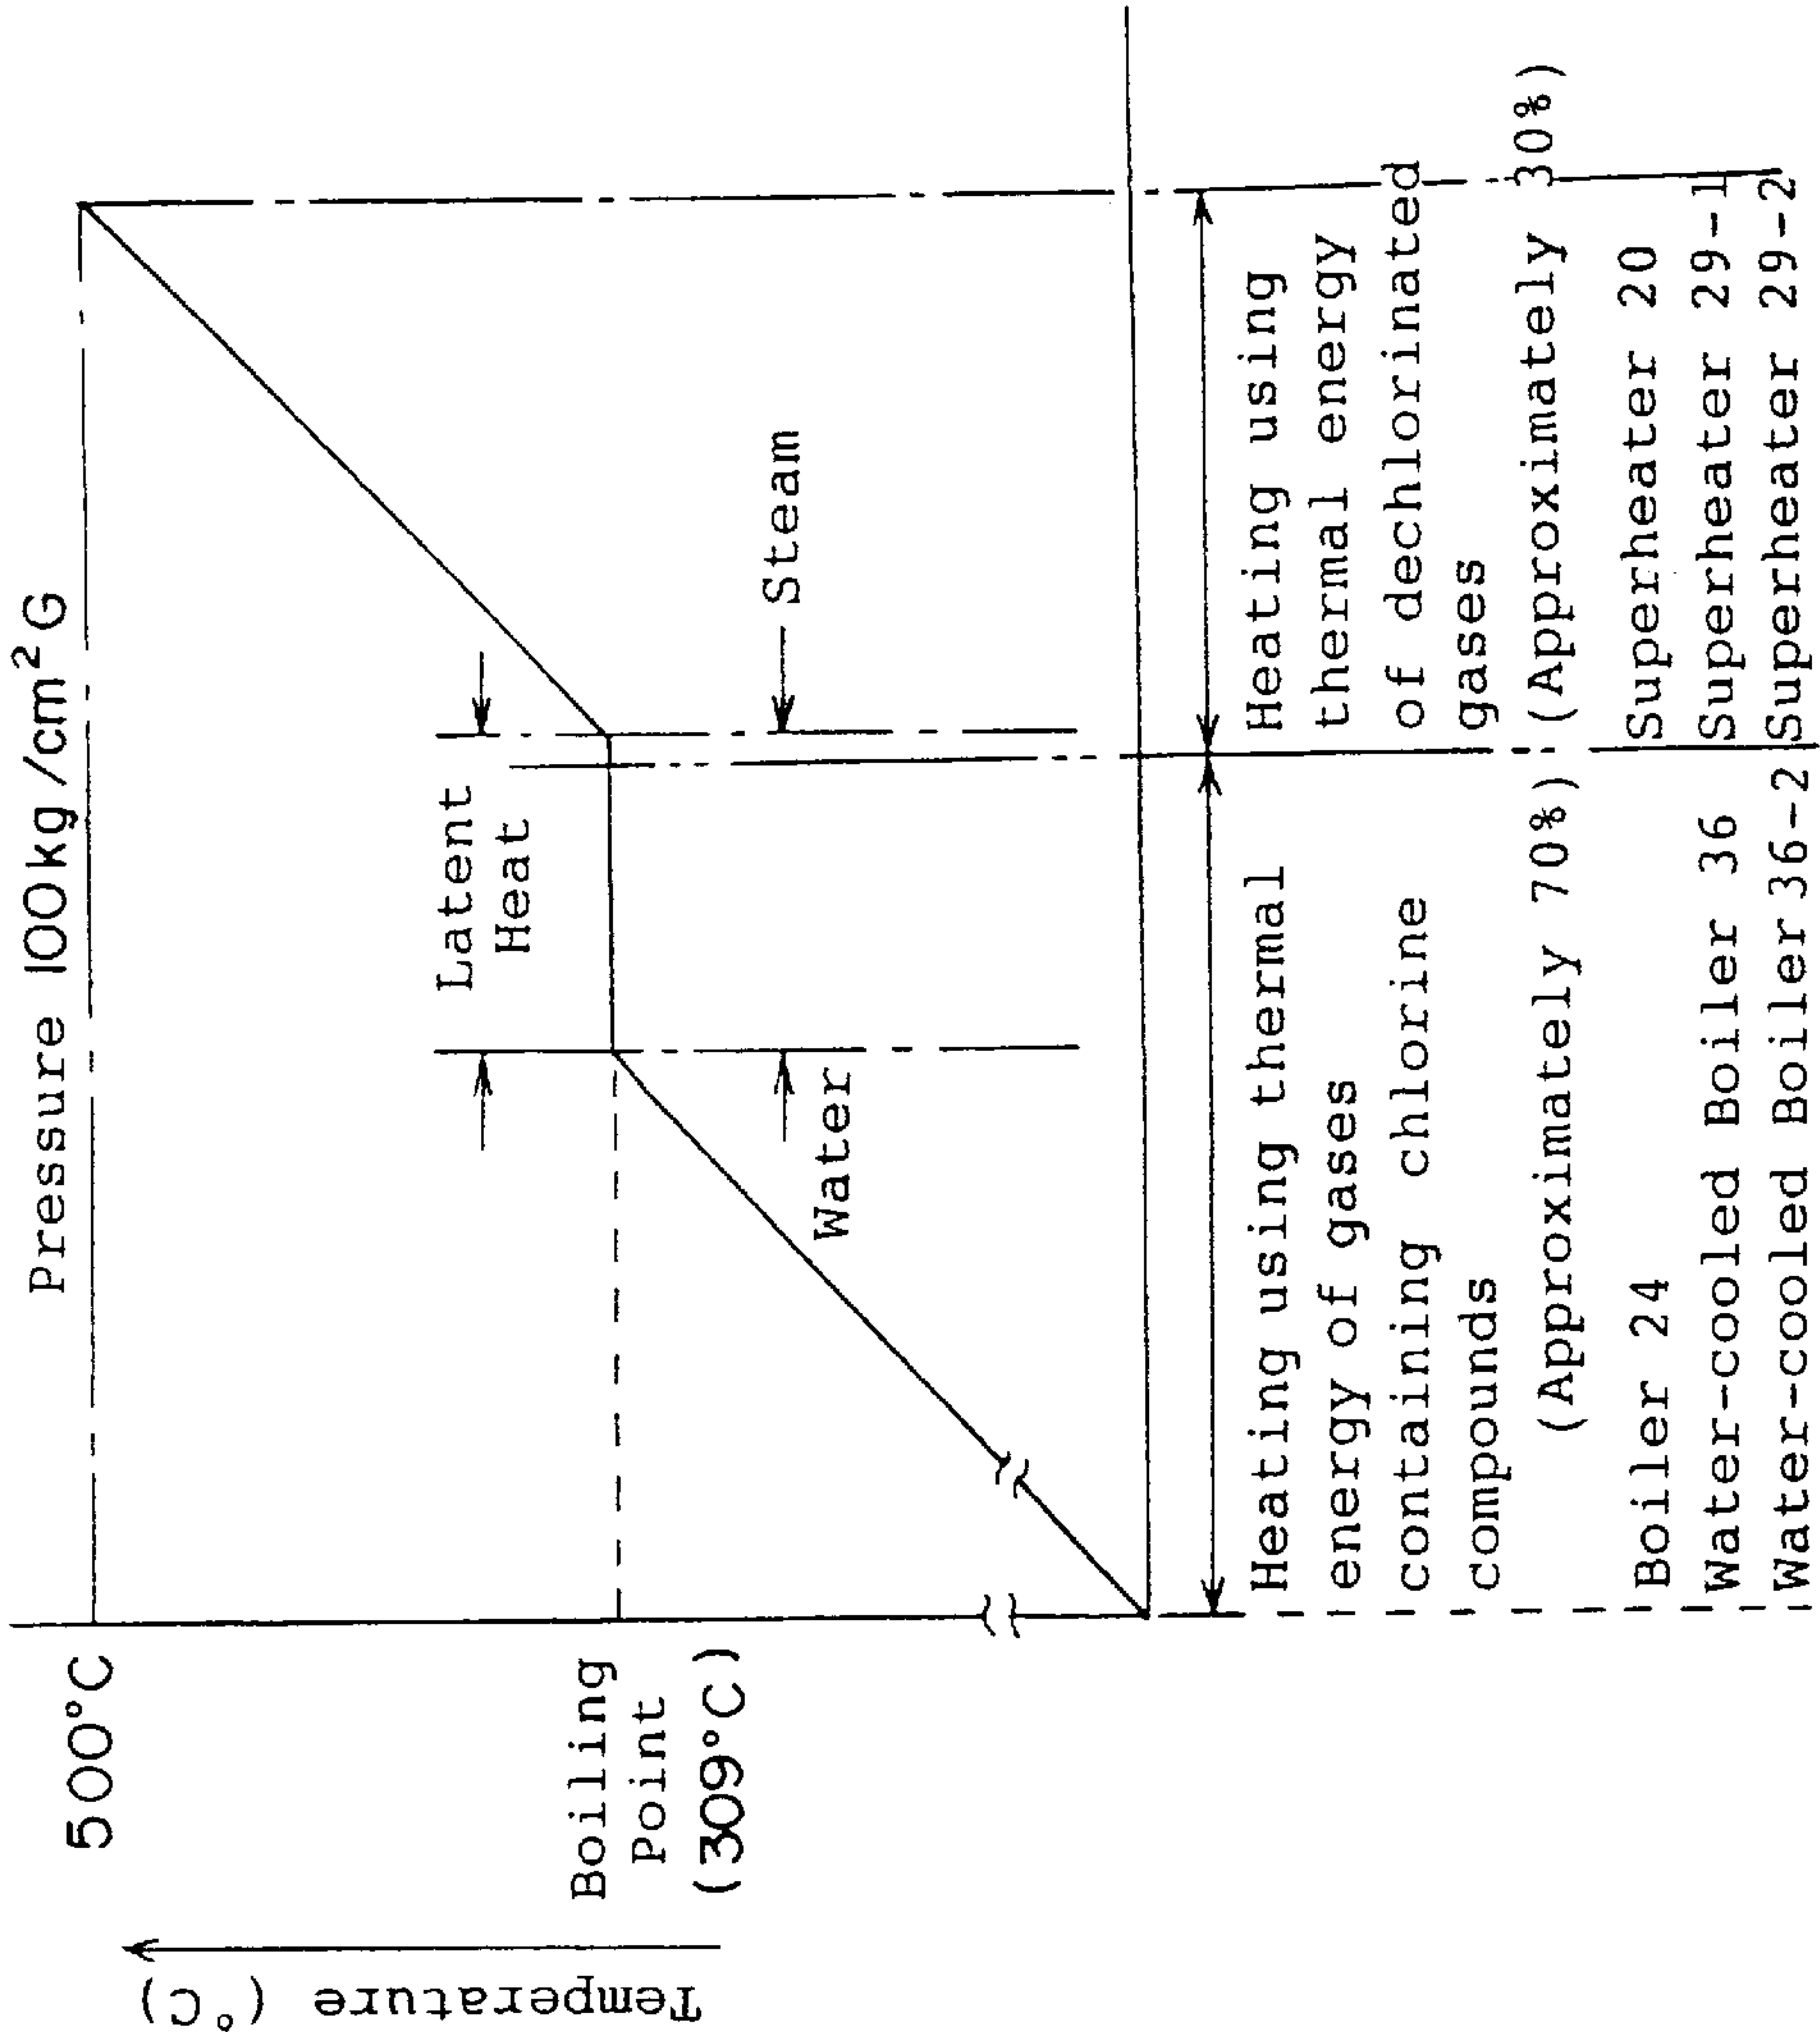 Pressure 100kg/cm²G
500°C
Temperature (°C)
Boiling
Point
(309°C)
Latent
Heat
Water
Steam
Heating using thermal
energy of gases
containing chlorine
compounds
(Approximately 70%)
Boiler 24
Water-cooled Boiler 36
Water-cooled Boiler 36-2
Heating using
thermal energy
of dechlorinated
gases
(Approximately 30%)
Superheater 20
Superheater 29-1
Superheater 29-2